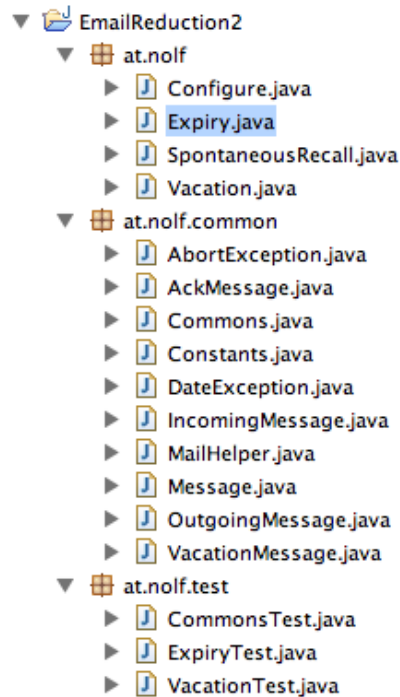 EmailReduction2
at.nolf
Configure.java
Expiry.java
SpontaneousRecall.java
Vacation.java
at.nolf.common
AbortException.java
AckMessage.java
Commons.java
Constants.java
DateException.java
IncomingMessage.java
MailHelper.java
Message.java
OutgoingMessage.java
VacationMessage.java
at.nolf.test
CommonsTest.java
ExpiryTest.java
VacationTest.java